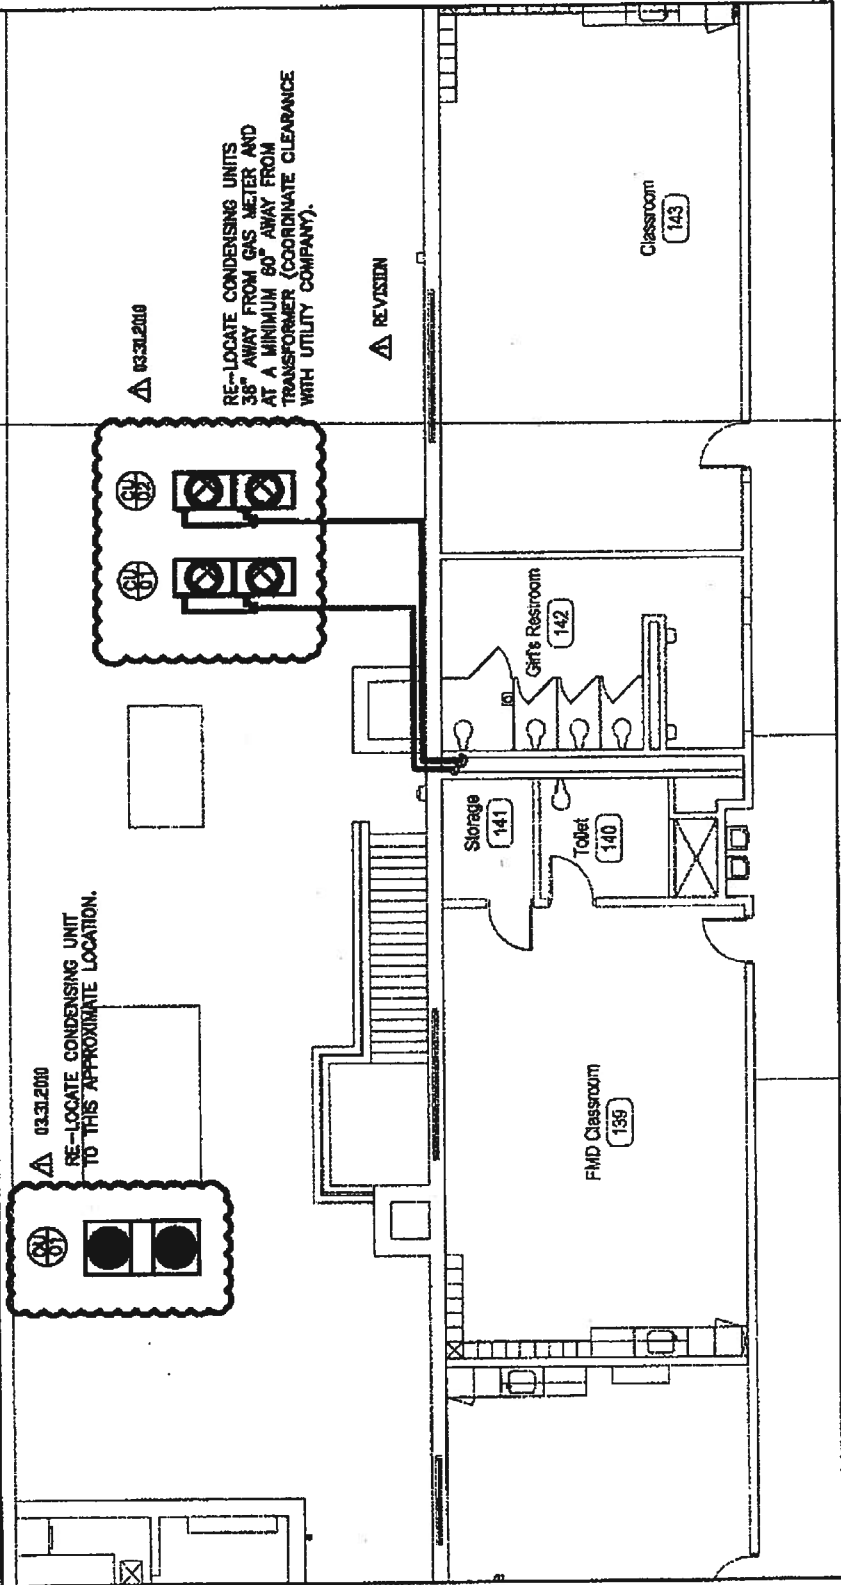 03.31.2010
RE-LOCATE CONDENSING UNIT
TO THIS APPROXIMATE LOCATION.
CU
01
03.31.2010
RE-LOCATE CONDENSING UNITS
36" AWAY FROM GAS METER AND
AT A MINIMUM 60" AWAY FROM
TRANSFORMER (COORDINATE CLEARANCE
WITH UTILITY COMPANY).
REVISION
CU
01
CU
02
FMD Classroom
139
Storage
141
Toilet
140
Girl's Restroom
142
Classroom
143